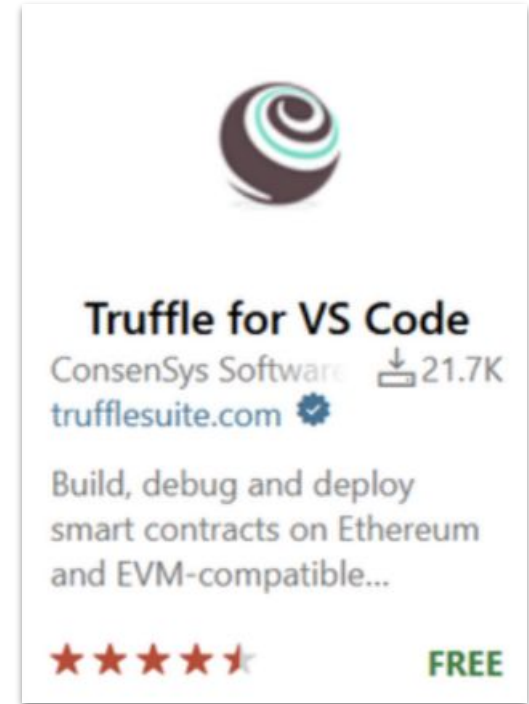 Truffle for VS Code
ConsenSys Software 21.7K
trufflesuite.com
Build, debug and deploy
smart contracts on Ethereum
and EVM-compatible...
FREE